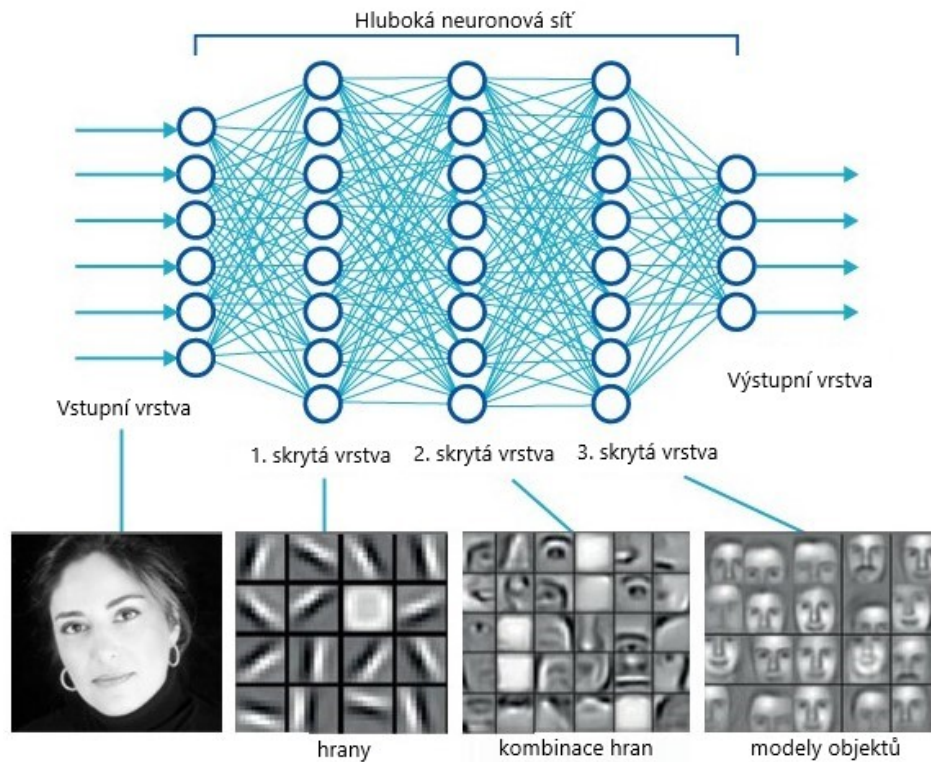 Hluboká neuronová síť
Vstupní vrstva
Výstupní vrstva
1. skrytá vrstva
2. skrytá vrstva
3. skrytá vrstva
hrany
kombinace hran
modely objektů